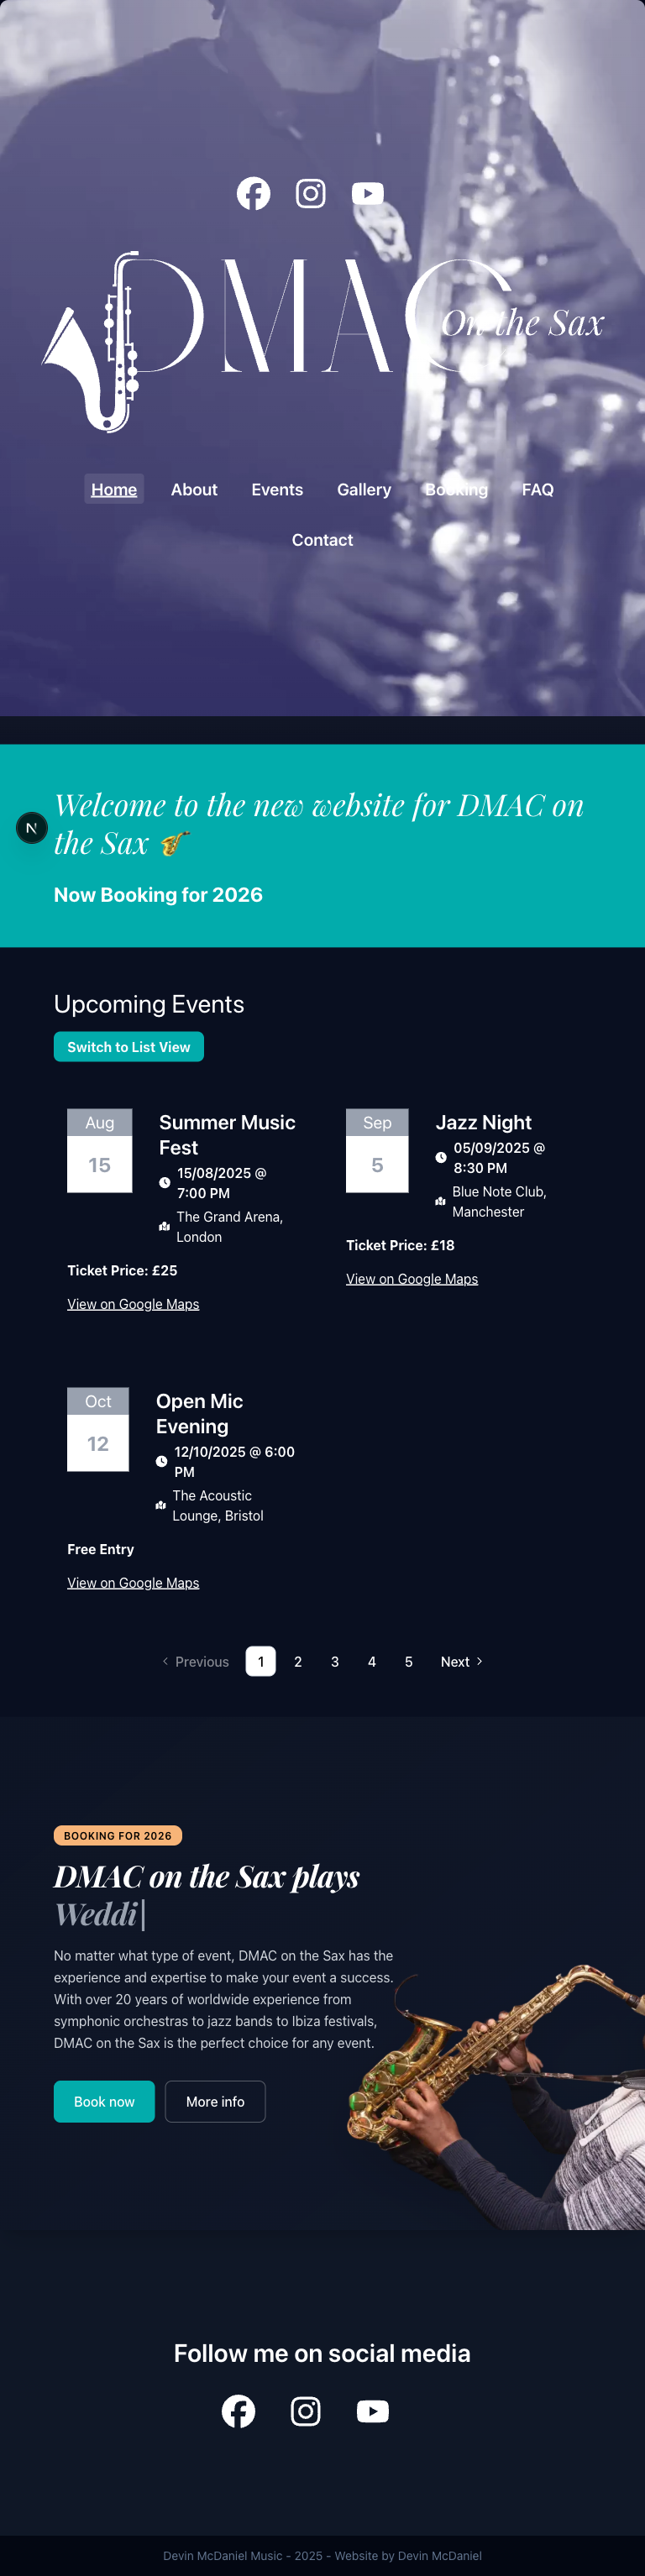 DMAC
On the Sax
Home About Events Gallery Booking FAQ
Contact
Welcome to the new website for DMAC on
the Sax 🎷
N
Now Booking for 2026
Upcoming Events
Switch to List View
Aug
15
Summer Music
Fest
15/08/2025 @
7:00 PM
The Grand Arena,
London
Ticket Price: £25
View on Google Maps
Sep
5
Jazz Night
05/09/2025 @
8:30 PM
Blue Note Club,
Manchester
Ticket Price: £18
View on Google Maps
Oct
12
Open Mic
Evening
12/10/2025 @ 6:00
PM
The Acoustic
Lounge, Bristol
Free Entry
View on Google Maps
Previous 1 2 3 4 5 Next
BOOKING FOR 2026
DMAC on the Sax plays
Weddi
No matter what type of event, DMAC on the Sax has the
experience and expertise to make your event a success.
With over 20 years of worldwide experience from
symphonic orchestras to jazz bands to Ibiza festivals,
DMAC on the Sax is the perfect choice for any event.
Book now
More info
Follow me on social media
Devin McDaniel Music - 2025 - Website by Devin McDaniel